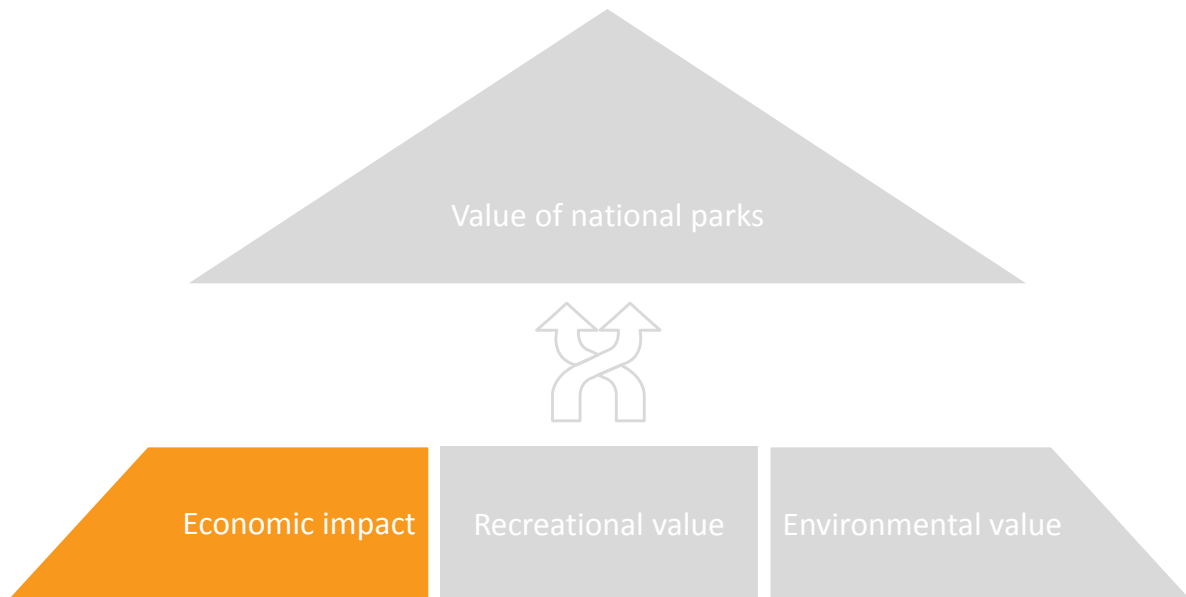 Value of national parks
Economic impact
Recreational value
Environmental value